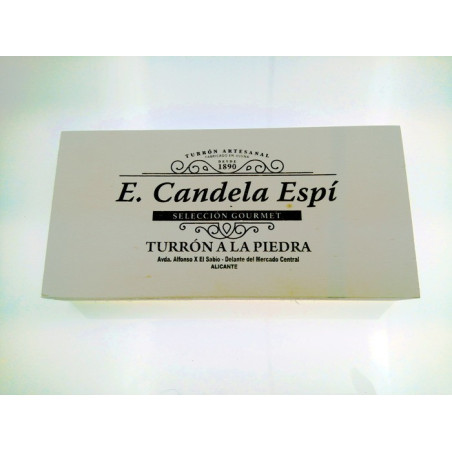 TURRÓN ARTESANAL
DESDE
1890
E. Candela Espí
SELECCIÓN GOURMET
TURRÓN A LA PIEDRA
Avda. Alfonso X El Sabio - Delante del Mercado Central
ALICANTE